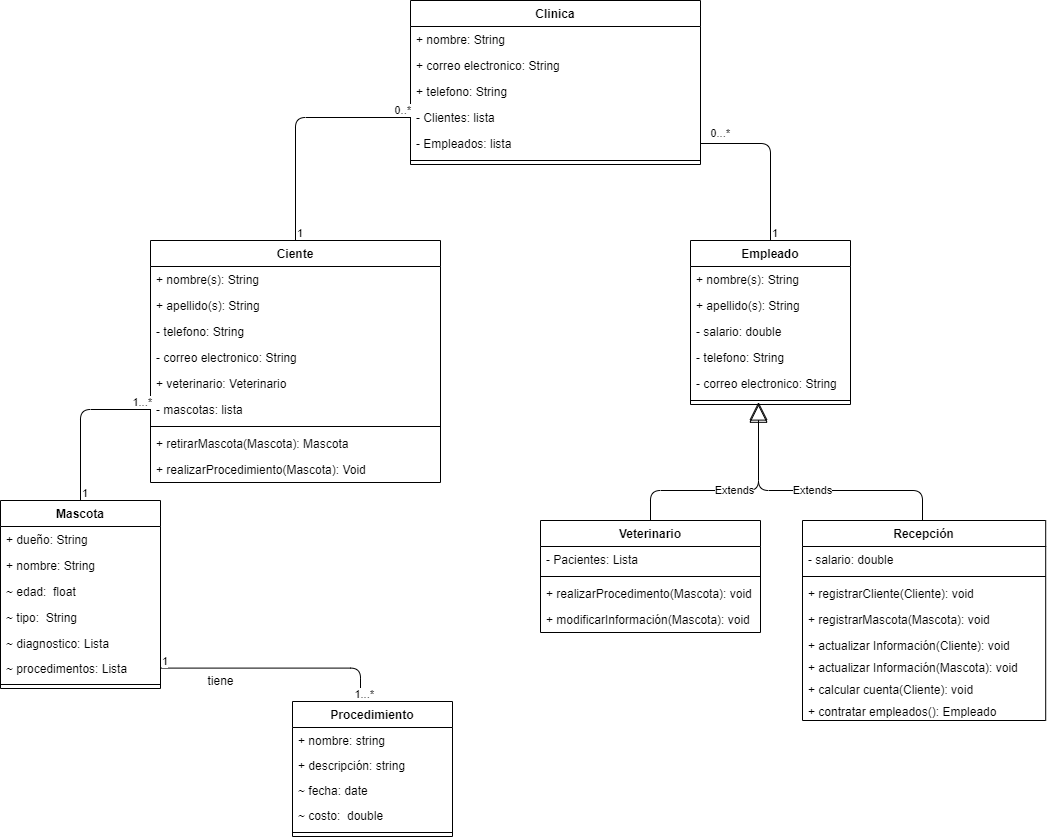 Clinica
+ nombre: String
+ correo electronico: String
+ telefono: String
- Clientes: lista
- Empleados: lista
0..*
0...*
1
1
Ciente
+ nombre(s): String
+ apellido(s): String
- telefono: String
- correo electronico: String
+ veterinario: Veterinario
- mascotas: lista
+ retirarMascota(Mascota): Mascota
+ realizarProcedimiento(Mascota): Void
Empleado
+ nombre(s): String
+ apellido(s): String
- salario: double
- telefono: String
- correo electronico: String
1...*
1
Extends
Extends
Mascota
+ dueño: String
+ nombre: String
~ edad: float
~ tipo: String
~ diagnostico: Lista
~ procedimentos: Lista
Veterinario
- Pacientes: Lista
+ realizarProcedimento(Mascota): void
+ modificarInformación(Mascota): void
Recepción
- salario: double
+ registrarCliente(Cliente): void
+ registrarMascota(Mascota): void
+ actualizar Información(Cliente): void
+ actualizar Información(Mascota): void
+ calcular cuenta(Cliente): void
+ contratar empleados(): Empleado
1
tiene
1...*
Procedimiento
+ nombre: string
+ descripción: string
~ fecha: date
~ costo: double